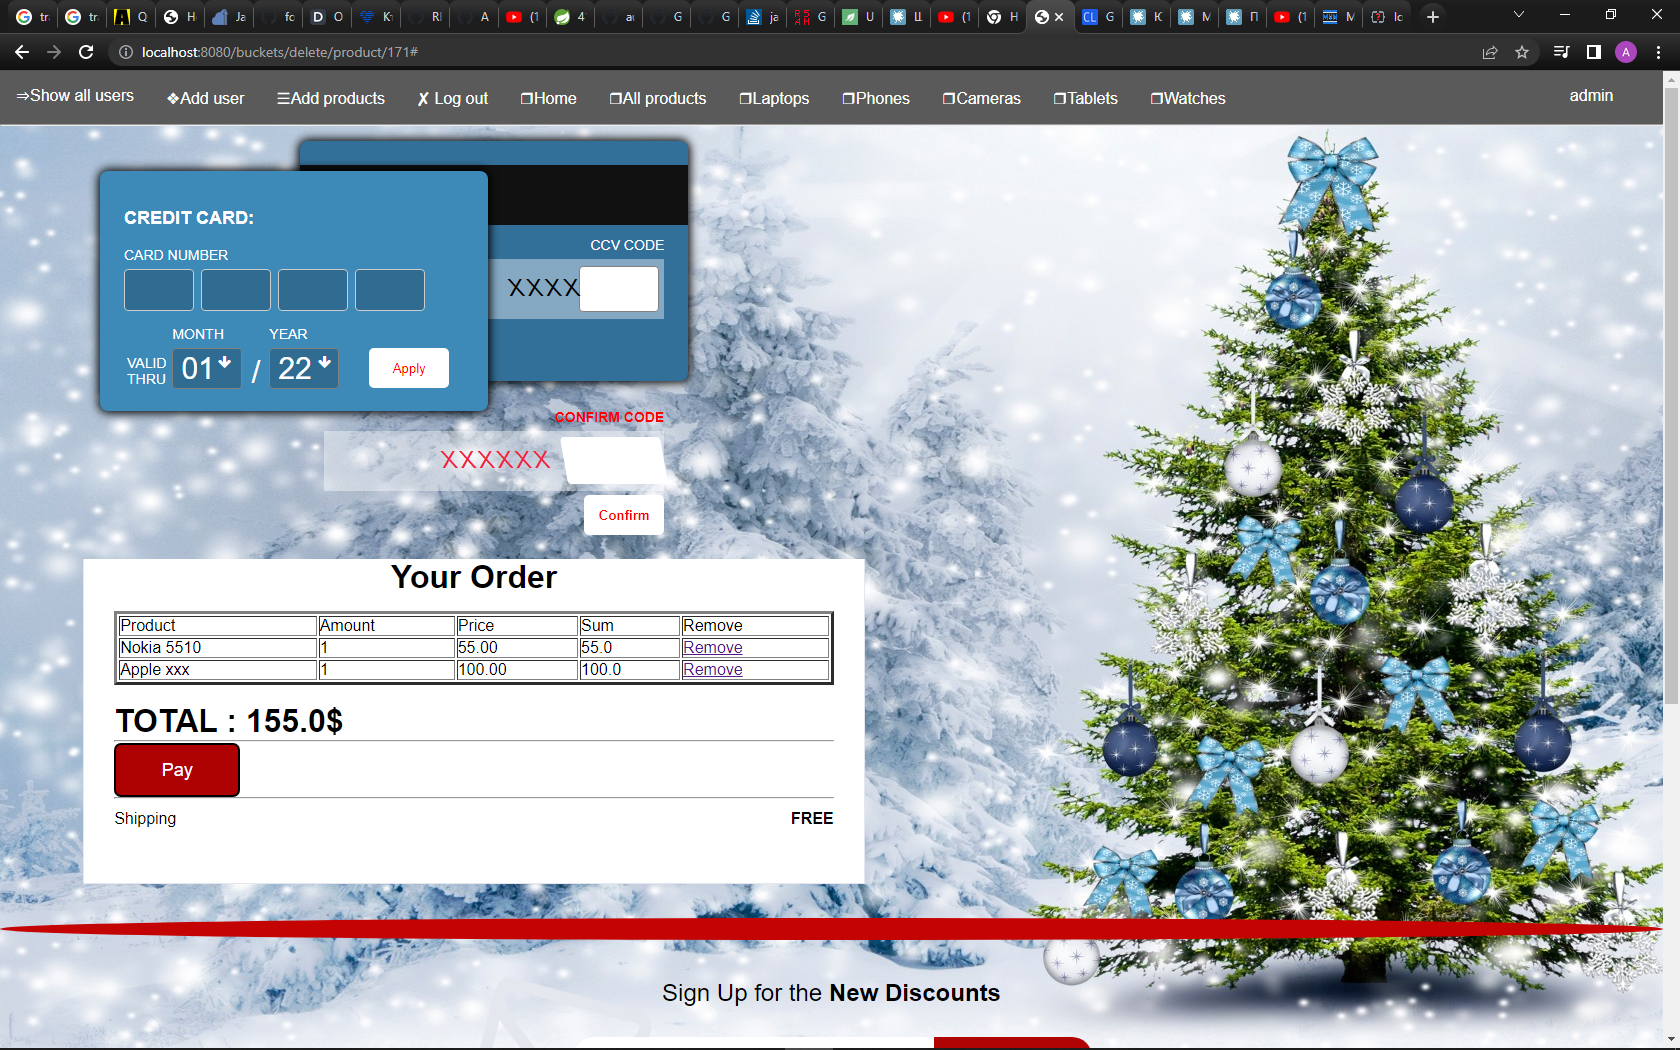 localhost:8080/buckets/delete/product/171#
A
⇒Show all users ❖Add user ☰Add products ✗ Log out ❒Home ❒All products ❒Laptops ❒Phones ❒Cameras ❒Tablets ❒Watches admin
CREDIT CARD:
CARD NUMBER
MONTH YEAR
VALID THRU 01 / 22 Apply
CCV CODE
XXXX
CONFIRM CODE
XXXXXX
Confirm
Your Order
Product Amount Price Sum Remove
Nokia 5510 1 55.00 55.0 Remove
Apple xxx 1 100.00 100.0 Remove
TOTAL : 155.0$
Pay
Shipping FREE
Sign Up for the New Discounts